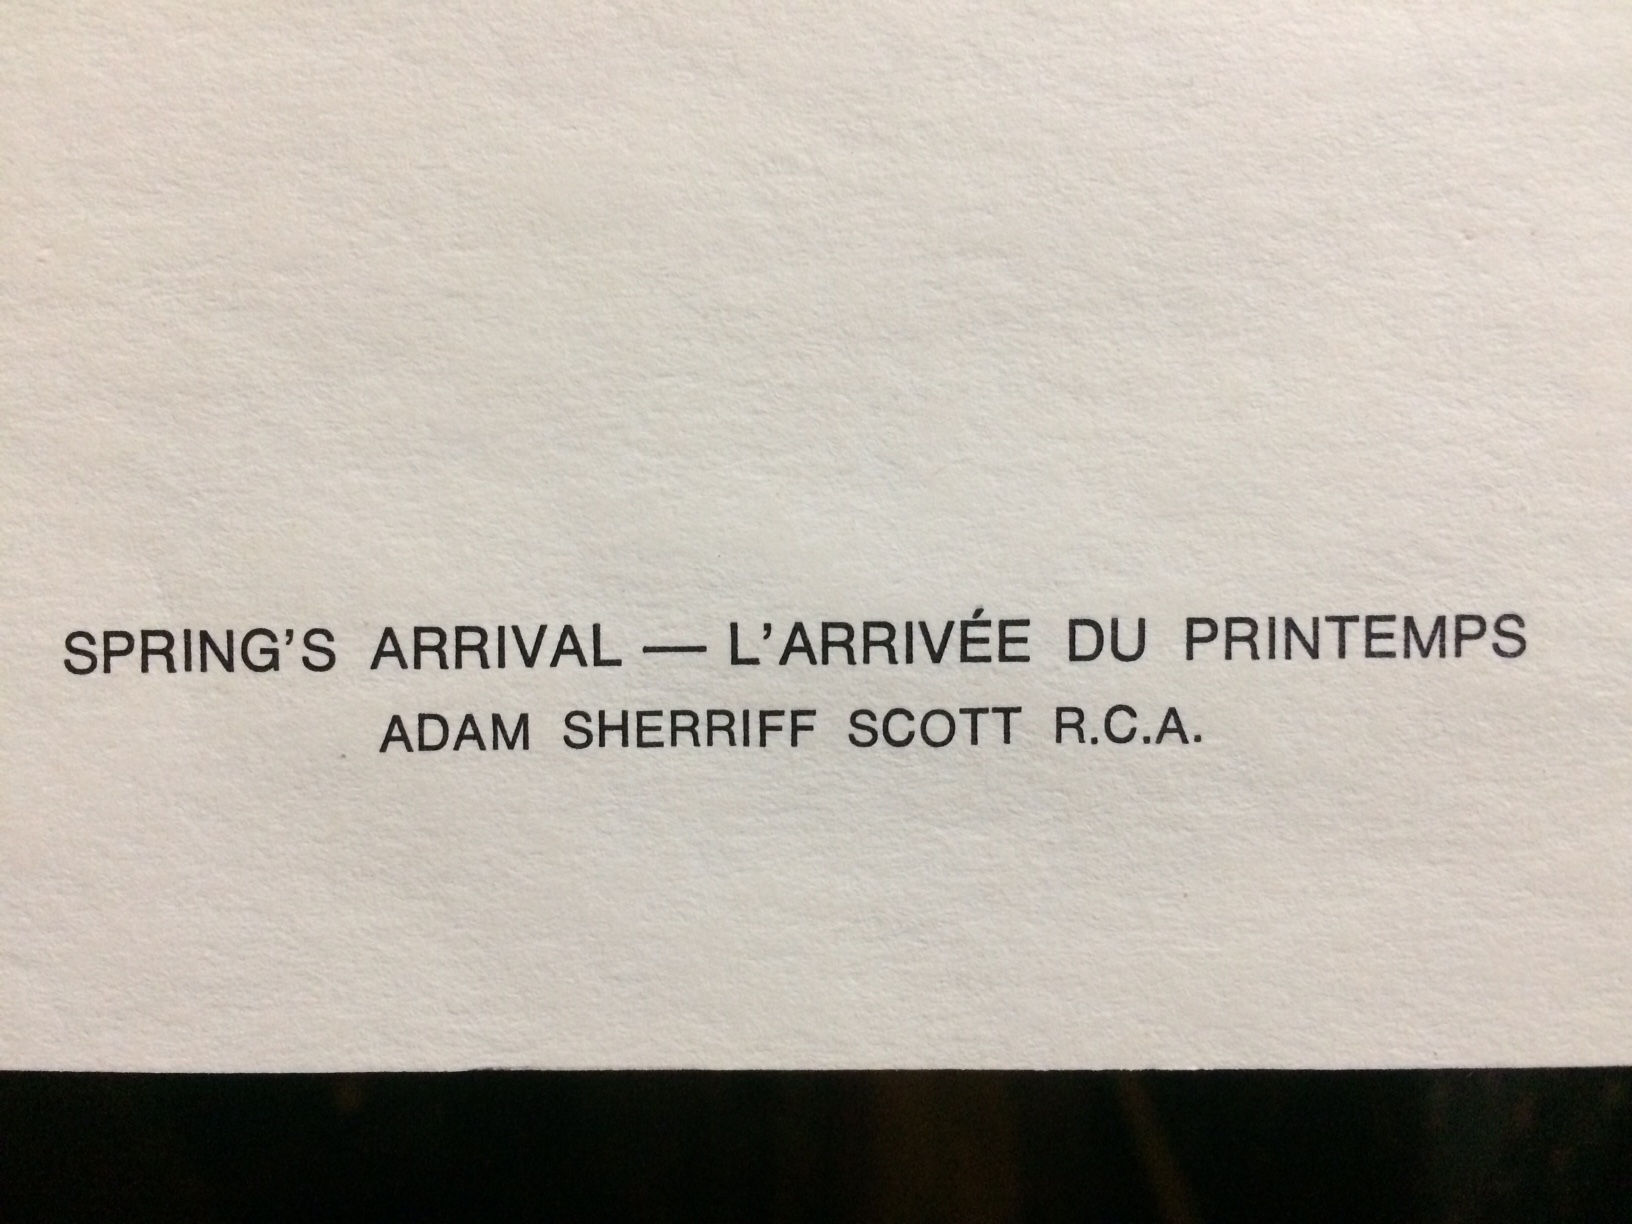 SPRING'S ARRIVAL — L'ARRIVÉE DU PRINTEMPS
ADAM SHERRIFF SCOTT R.C.A.